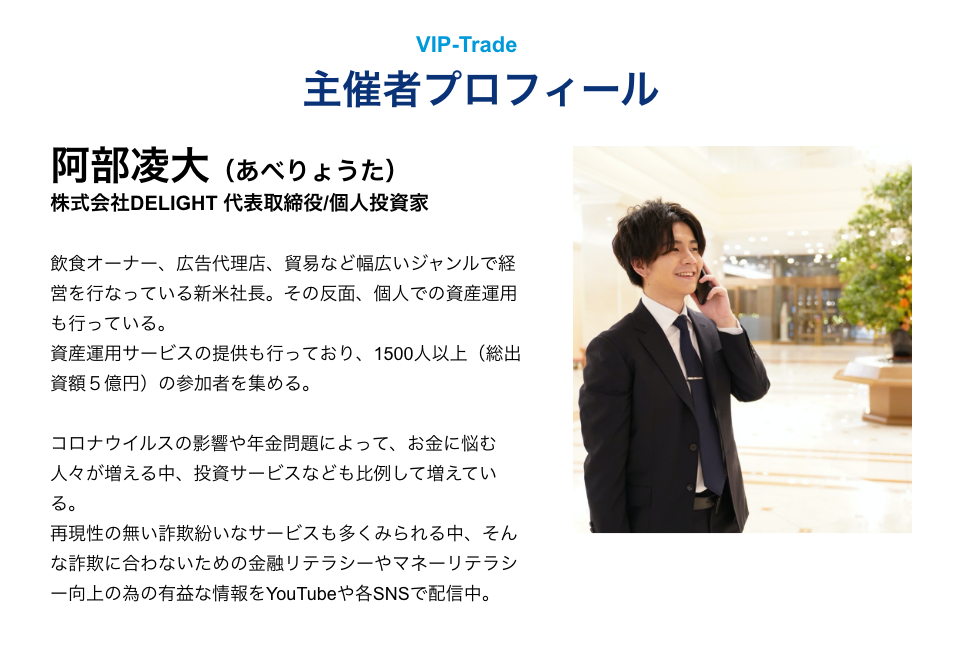 VIP-Trade
主催者プロフィール
阿部凌大（あべりょうた）
株式会社DELIGHT 代表取締役/個人投資家
飲食オーナー、広告代理店、貿易など幅広いジャンルで経
営を行なっている新米社長。その反面、個人での資産運用
も行っている。
資産運用サービスの提供も行っており、1500人以上（総出
資額５億円）の参加者を集める。
コロナウイルスの影響や年金問題によって、お金に悩む
人々が増える中、投資サービスなども比例して増えてい
る。
再現性の無い詐欺紛いなサービスも多くみられる中、そん
な詐欺に合わないための金融リテラシーやマネーリテラシ
ー向上の為の有益な情報をYouTubeや各SNSで配信中。